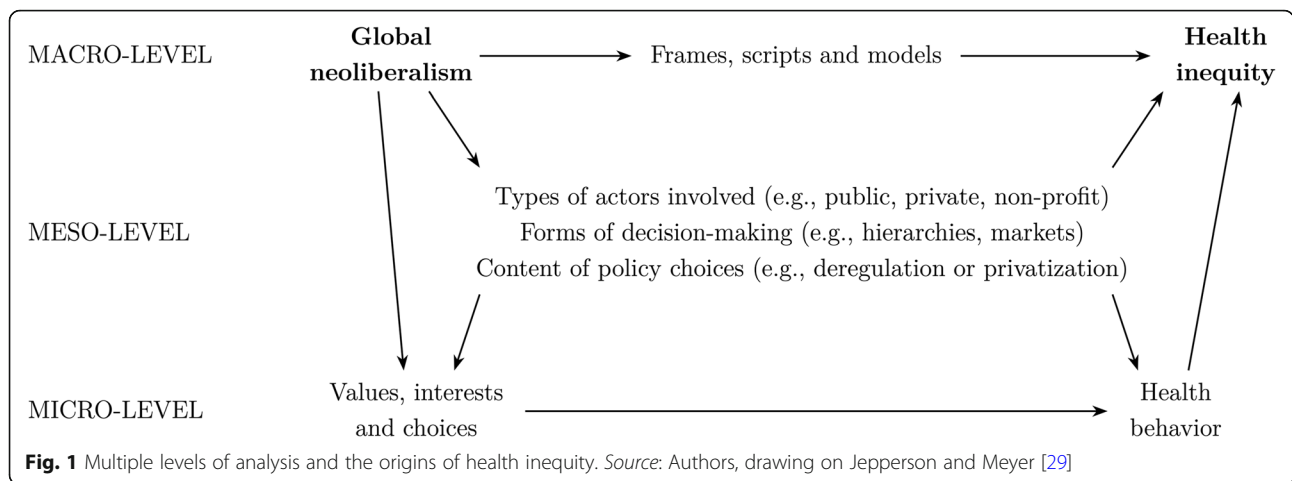 MACRO-LEVEL
Global
neoliberalism
Frames, scripts and models
Health
inequity
MESO-LEVEL
Types of actors involved (e.g., public, private, non-profit)
Forms of decision-making (e.g., hierarchies, markets)
Content of policy choices (e.g., deregulation or privatization)
MICRO-LEVEL
Values, interests
and choices
Health
behavior
Fig. 1 Multiple levels of analysis and the origins of health inequity. Source: Authors, drawing on Jepperson and Meyer [29]